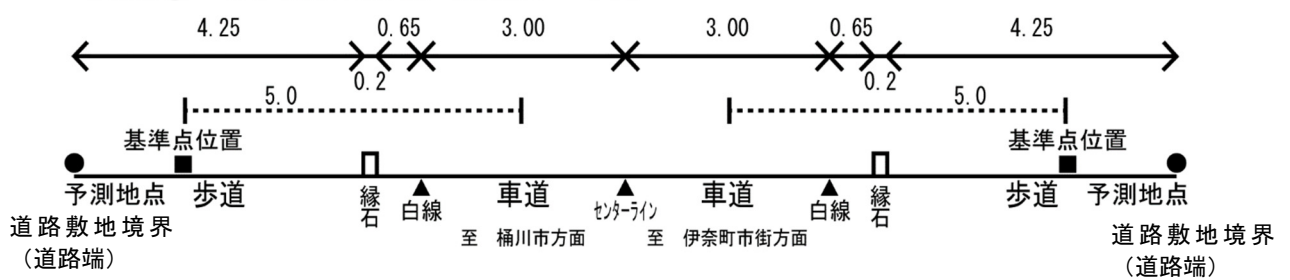 4.25 0.65 3.00 3.00 0.65 4.25
0.2 0.2
5.0 5.0
基準点位置 基準点位置
予測地点 歩道 縁石 白線 車道 センターライン 車道 白線 縁石 歩道 予測地点
道路敷地境界 至 桶川市方面 至 伊奈町市街方面 道路敷地境界
（道路端） （道路端）